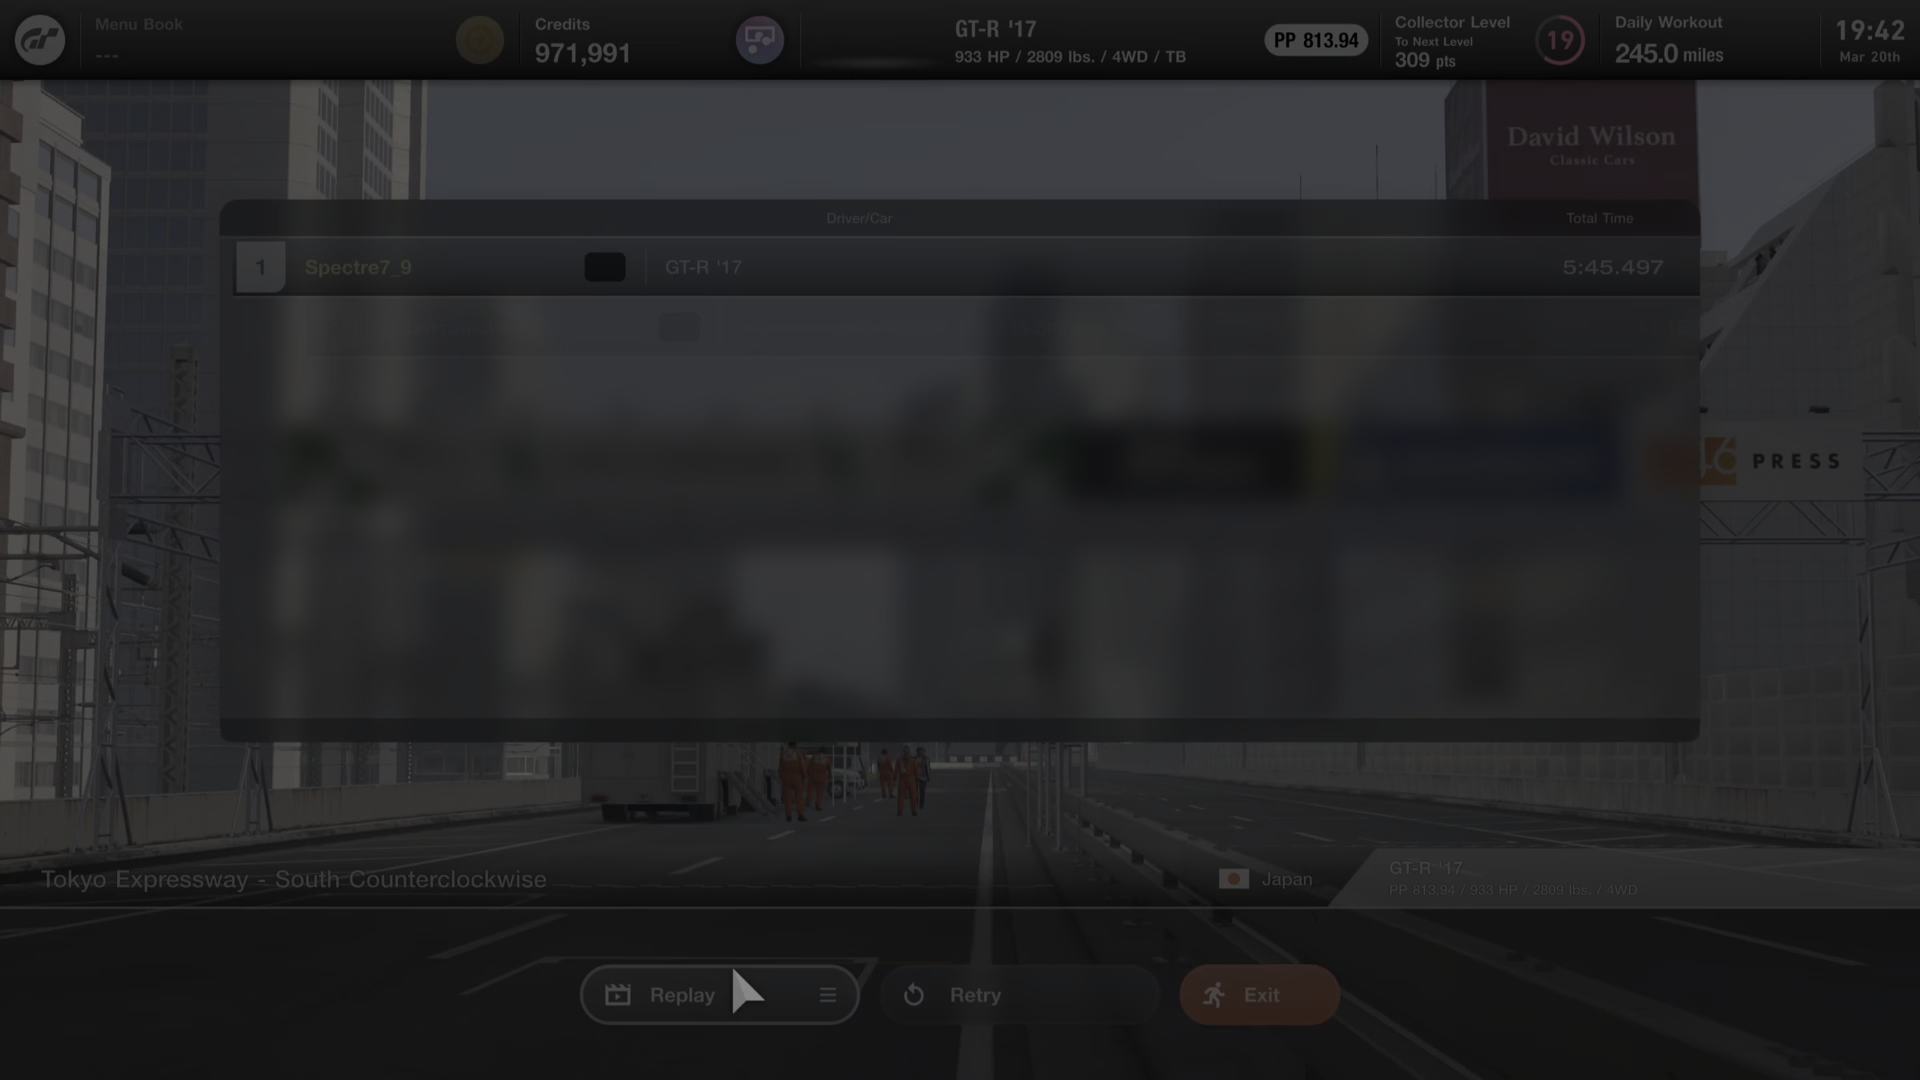 Menu Book
---
Credits
971,991
GT-R '17
933 HP / 2809 lbs. / 4WD / TB
PP 813.94
Collector Level
To Next Level
309 pts
19
Daily Workout
245.0 miles
19:42
Mar 20th
David Wilson
Classic Cars
Driver/Car
Total Time
1
Spectre7_9
GT-R '17
5:45.497
46 PRESS
Tokyo Expressway - South Counterclockwise
Japan
GT-R '17
PP 813.94 / 933 HP / 2809 lbs. / 4WD
Replay
Retry
Exit